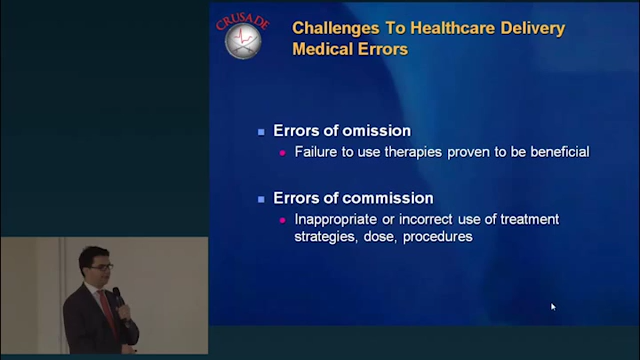 CRUSADE
Challenges To Healthcare Delivery
Medical Errors
Errors of omission
Failure to use therapies proven to be beneficial
Errors of commission
Inappropriate or incorrect use of treatment
strategies, dose, procedures